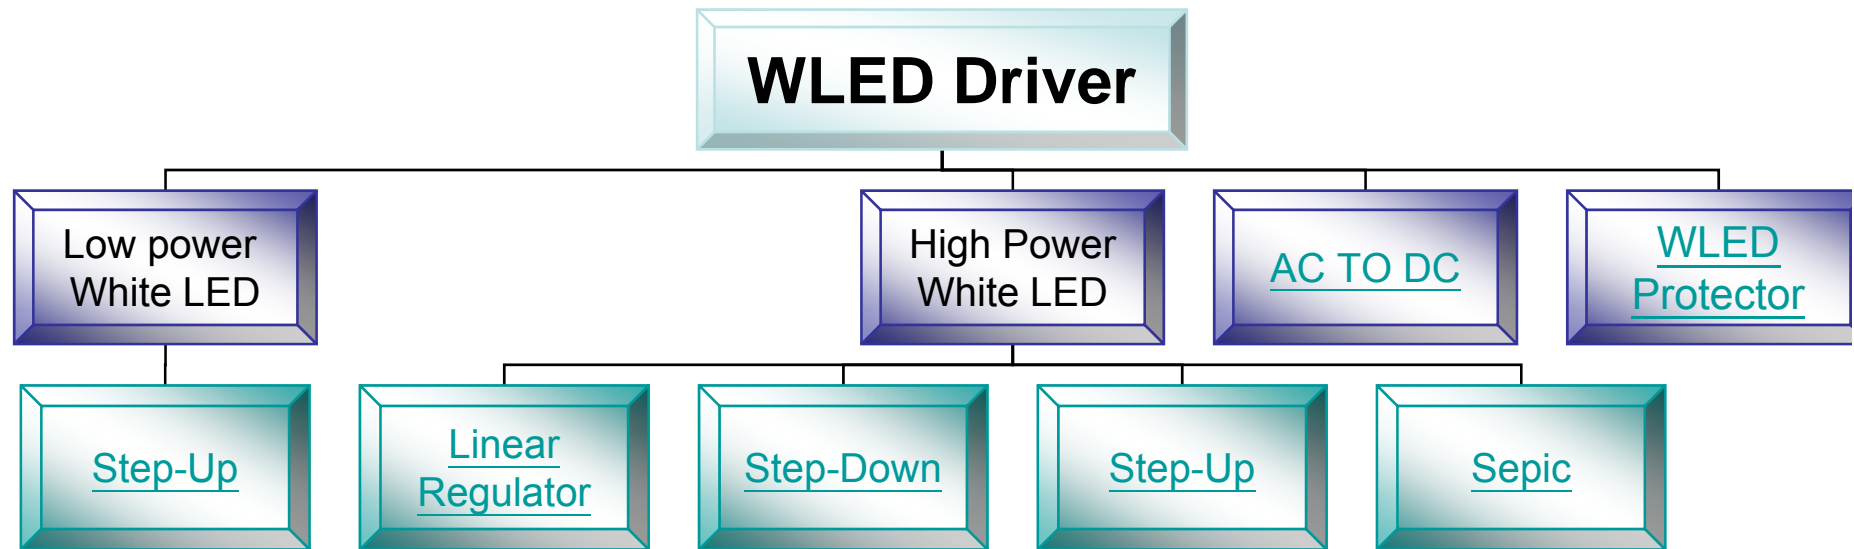 WLED Driver
Low power
White LED
High Power
White LED
AC TO DC
WLED
Protector
Step-Up
Linear
Regulator
Step-Down
Step-Up
Sepic